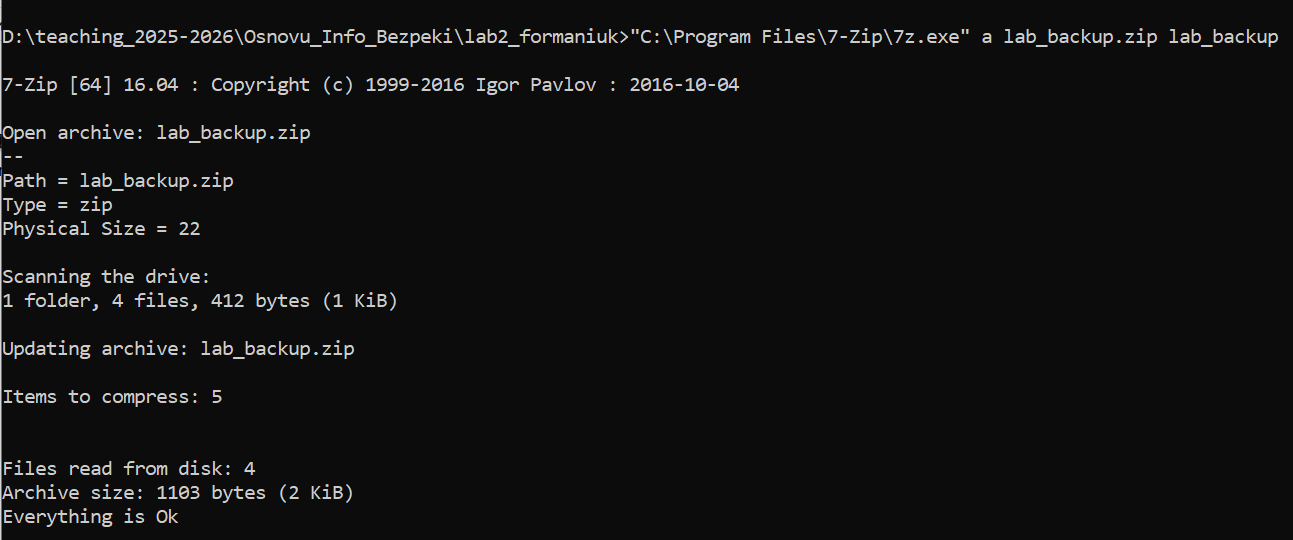 D:\teaching_2025-2026\Osnovu_Info_Bezpeki\lab2_formaniuk>"C:\Program Files\7-Zip\7z.exe" a lab_backup.zip lab_backup
7-Zip [64] 16.04 : Copyright (c) 1999-2016 Igor Pavlov : 2016-10-04
Open archive: lab_backup.zip
--
Path = lab_backup.zip
Type = zip
Physical Size = 22
Scanning the drive:
1 folder, 4 files, 412 bytes (1 KiB)
Updating archive: lab_backup.zip
Items to compress: 5
Files read from disk: 4
Archive size: 1103 bytes (2 KiB)
Everything is Ok